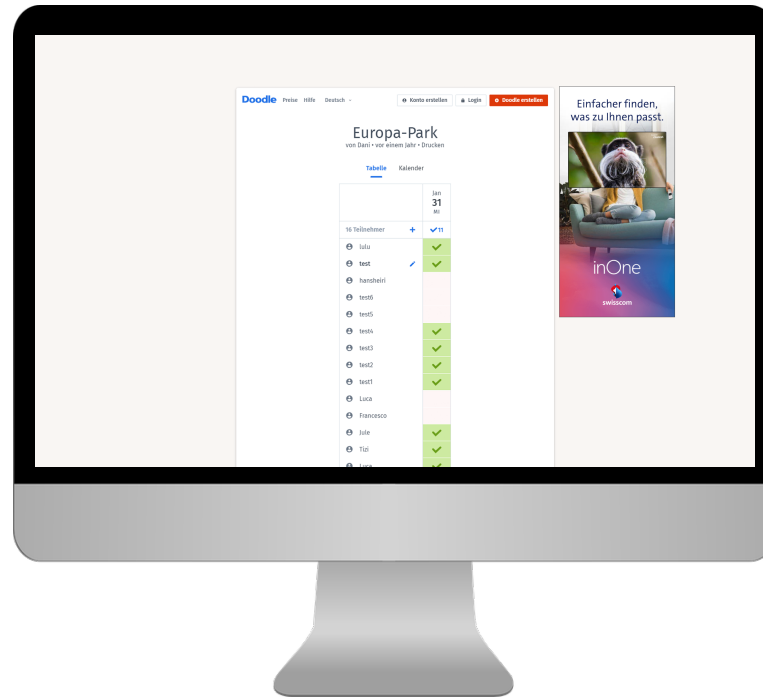 Doodle Preise Hilfe Deutsch
Konto erstellen Login Doodle erstellen
Europa-Park
von Dani • vor einem Jahr • Drucken
Tabelle Kalender
Jan
31
Mi
16 Teilnehmer + 11
lulu
test
hansheiri
test6
test5
test4
test3
test2
test1
Luca
Francesco
Jule
Tizi
Luca
Einfacher finden,
was zu Ihnen passt.
inOne
swisscom